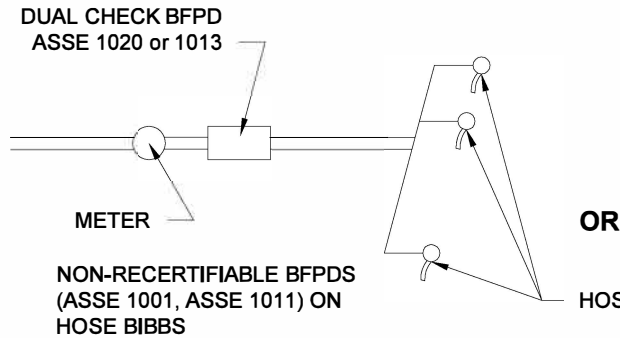 DUAL CHECK BFPD
ASSE 1020 or 1013
METER
OR
NON-RECERTIFIABLE BFPDS
(ASSE 1001, ASSE 1011) ON
HOSE BIBBS